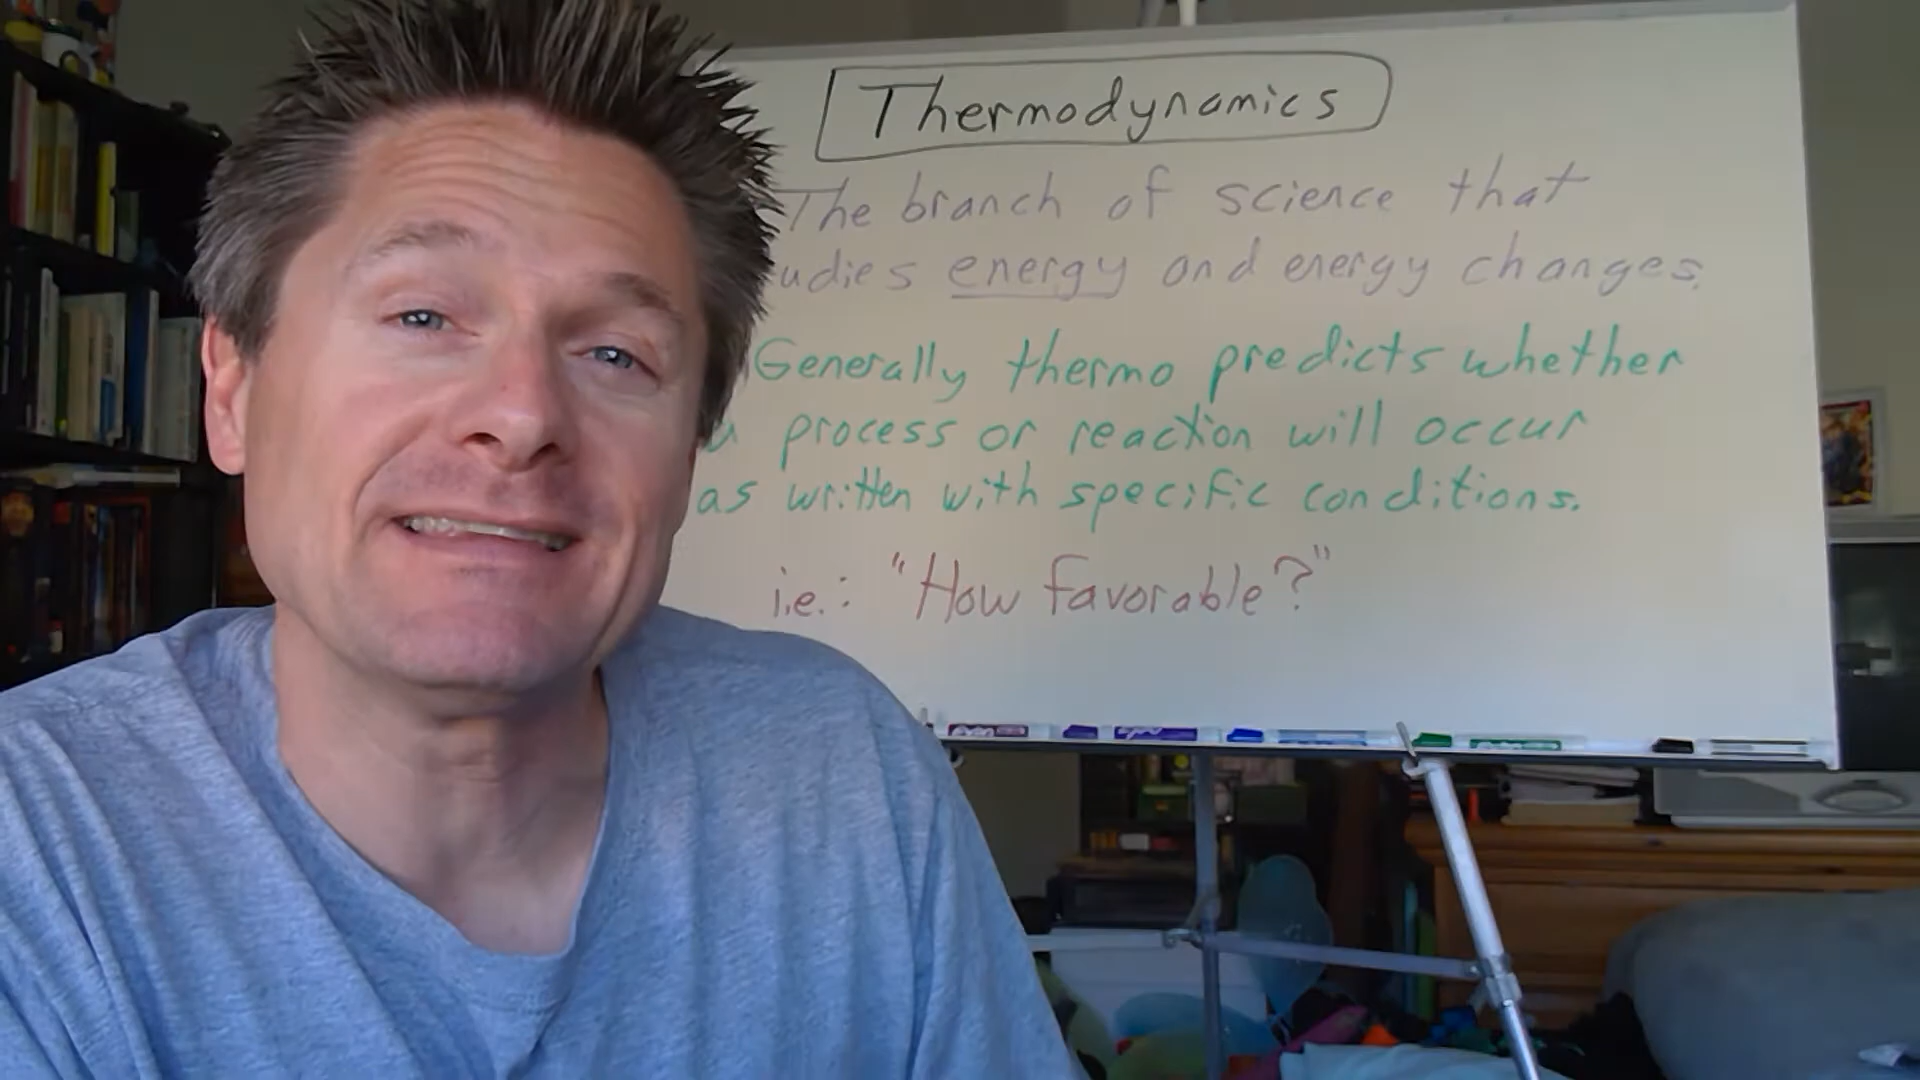 Thermodynamics
The branch of science that
udies energy and energy changes.
Generally thermo predicts whether
a process or reaction will occur
as written with specific conditions.
i.e.: "How favorable?"